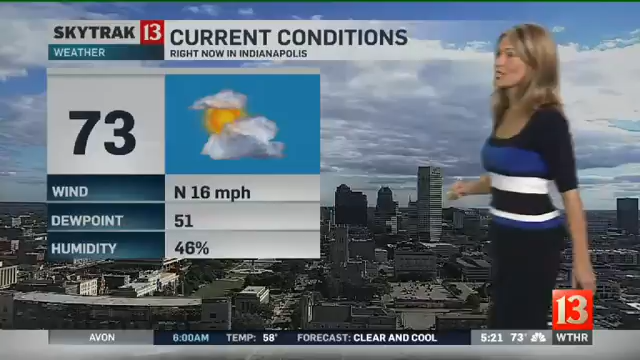 SKYTRAK 13
WEATHER
CURRENT CONDITIONS
RIGHT NOW IN INDIANAPOLIS
73
WIND N 16 mph
DEWPOINT 51
HUMIDITY 46%
13
WTHR
AVON 6:00AM TEMP: 58° FORECAST: CLEAR AND COOL 5:21 73°